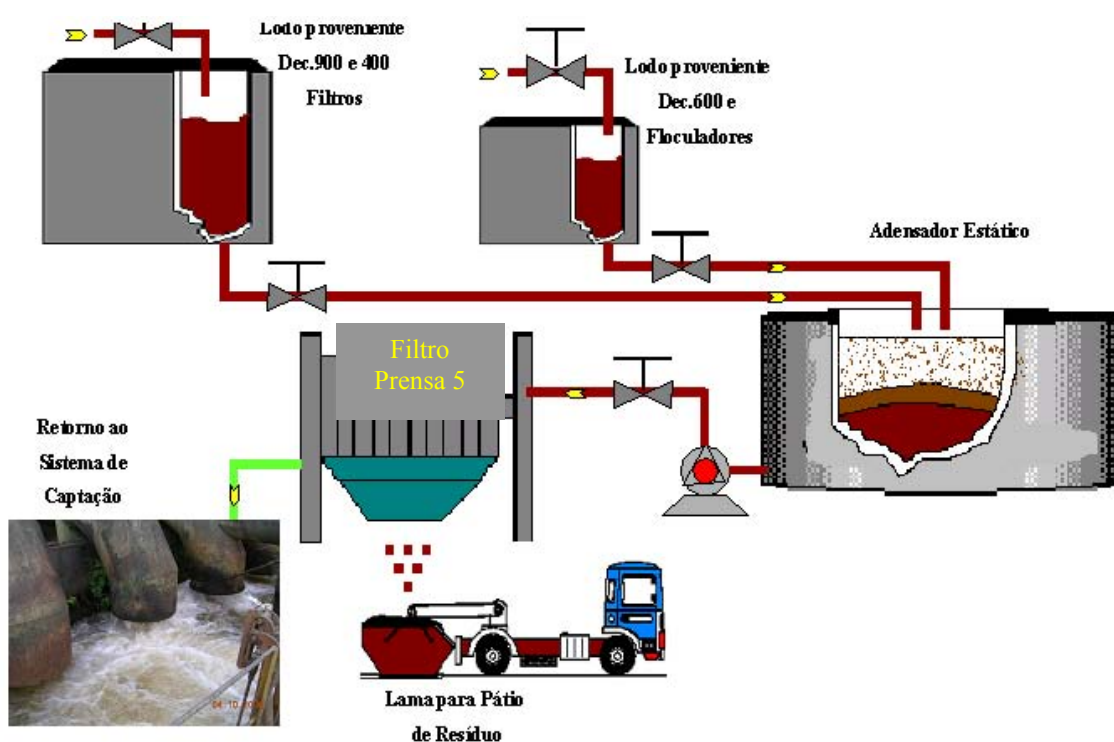 Lodo proveniente
Dec.900 e 400
Filtros
Lodo proveniente
Dec.600 e
Floculadores
Adensador Estático
Filtro
Prensa 5
Retorno ao
Sistema de
Captação
Lama para Pátio
de Resíduo